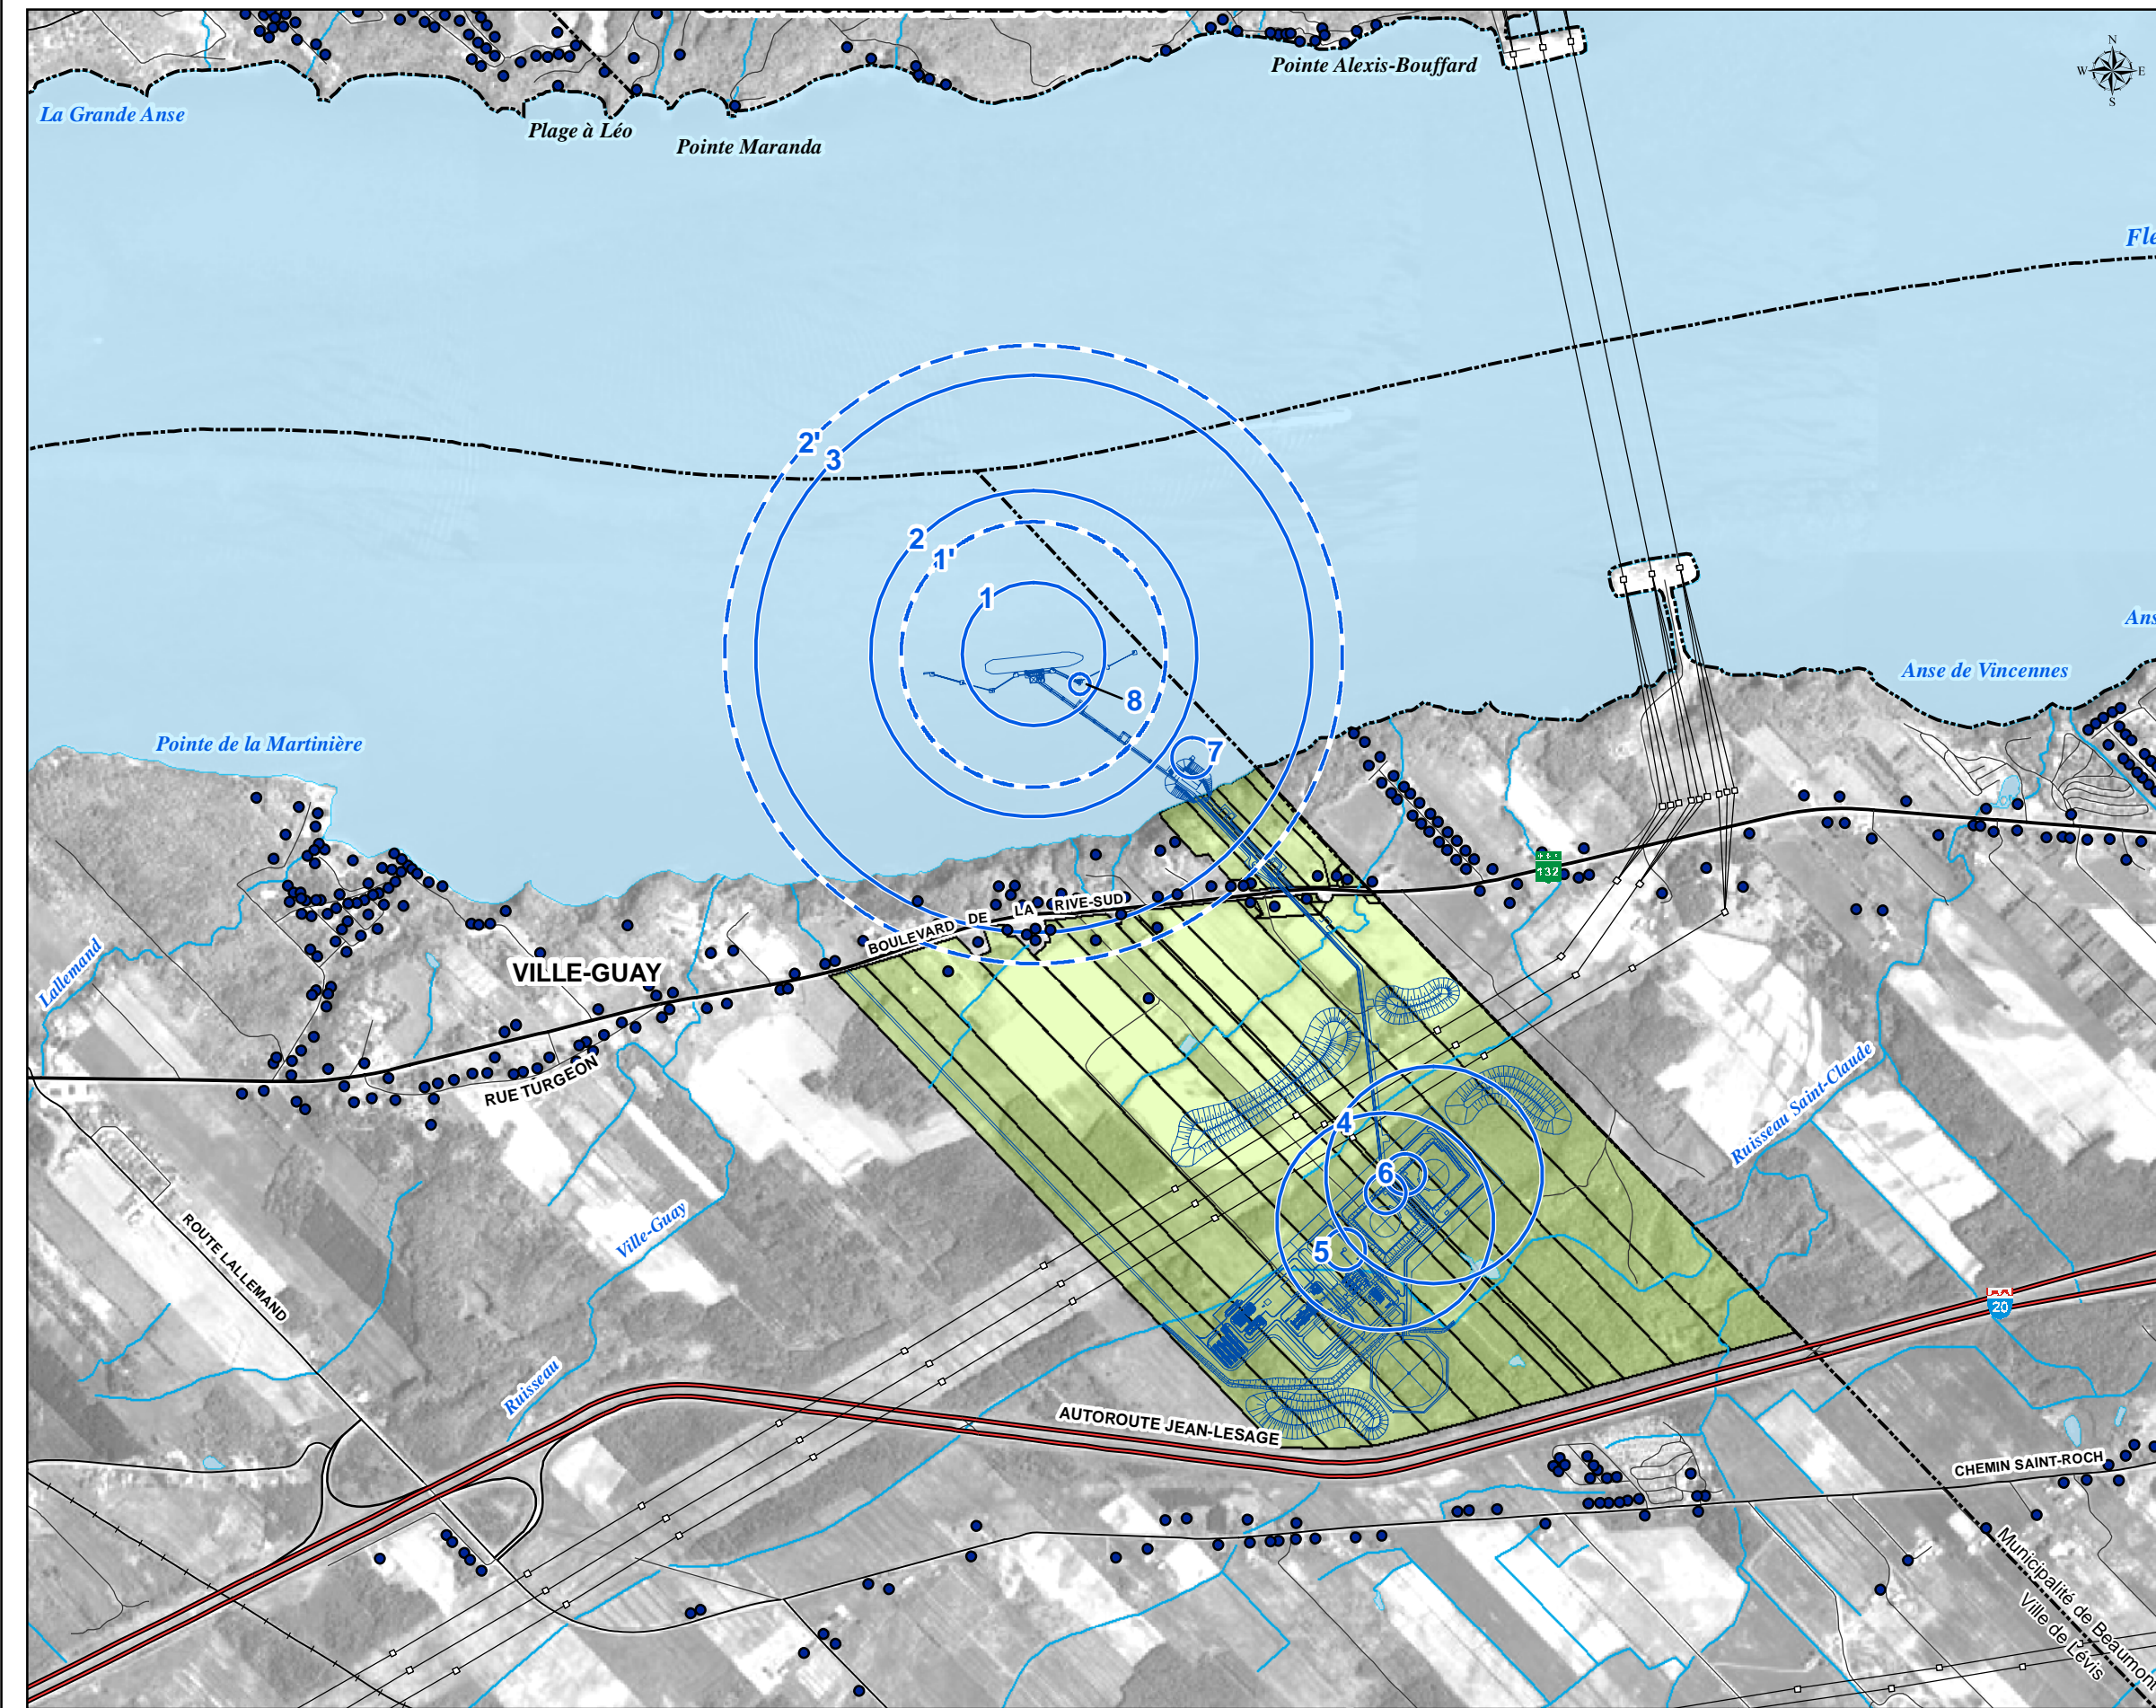 Pointe Alexis-Bouffard
N
W E
S
La Grande Anse
Plage à Léo
Pointe Maranda
2'
3
2
1'
1
8
7
Anse de Vincennes
Pointe de la Martinière
132
BOULEVARD DE LA RIVE-SUD
Lallemand
VILLE-GUAY
RUE TURGEON
Ruisseau Saint-Claude
4
6
5
ROUTE LALLEMAND
Ville-Guay
Ruisseau
20
AUTOROUTE JEAN-LESAGE
CHEMIN SAINT-ROCH
Municipalité de Beaumont
Ville de Lévis